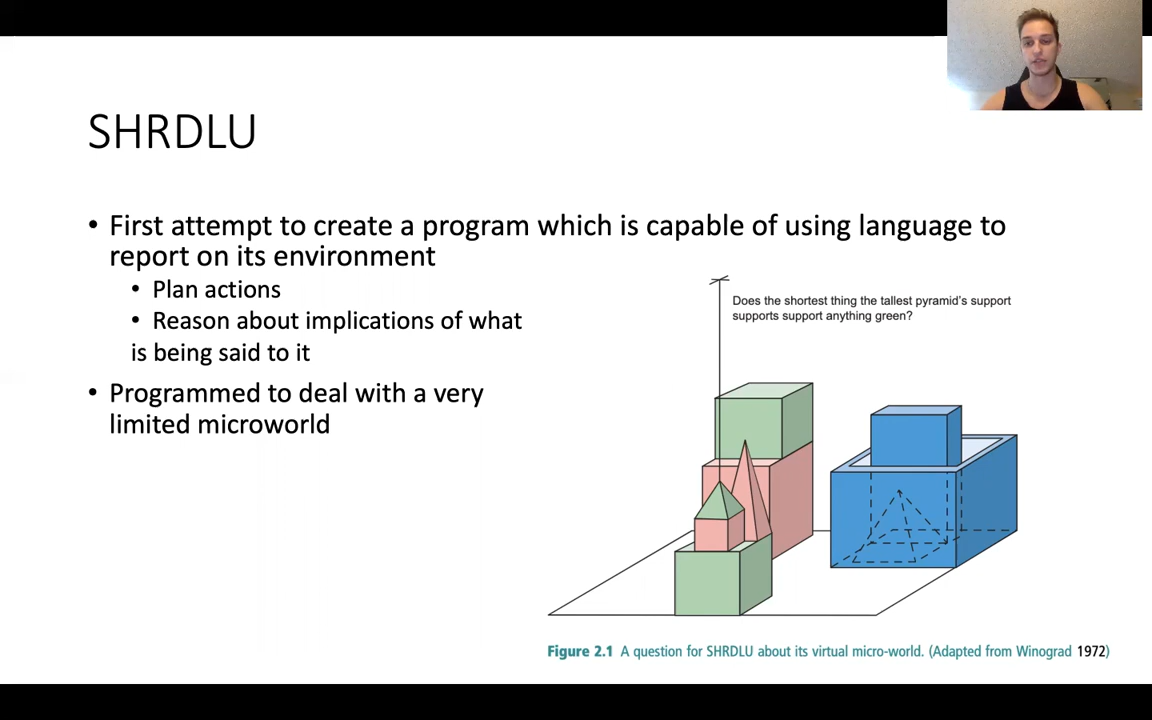 SHRDLU
• First attempt to create a program which is capable of using language to
report on its environment
• Plan actions
• Reason about implications of what
is being said to it
• Programmed to deal with a very
limited microworld
Does the shortest thing the tallest pyramid's support
supports support anything green?
Figure 2.1 A question for SHRDLU about its virtual micro-world. (Adapted from Winograd 1972)